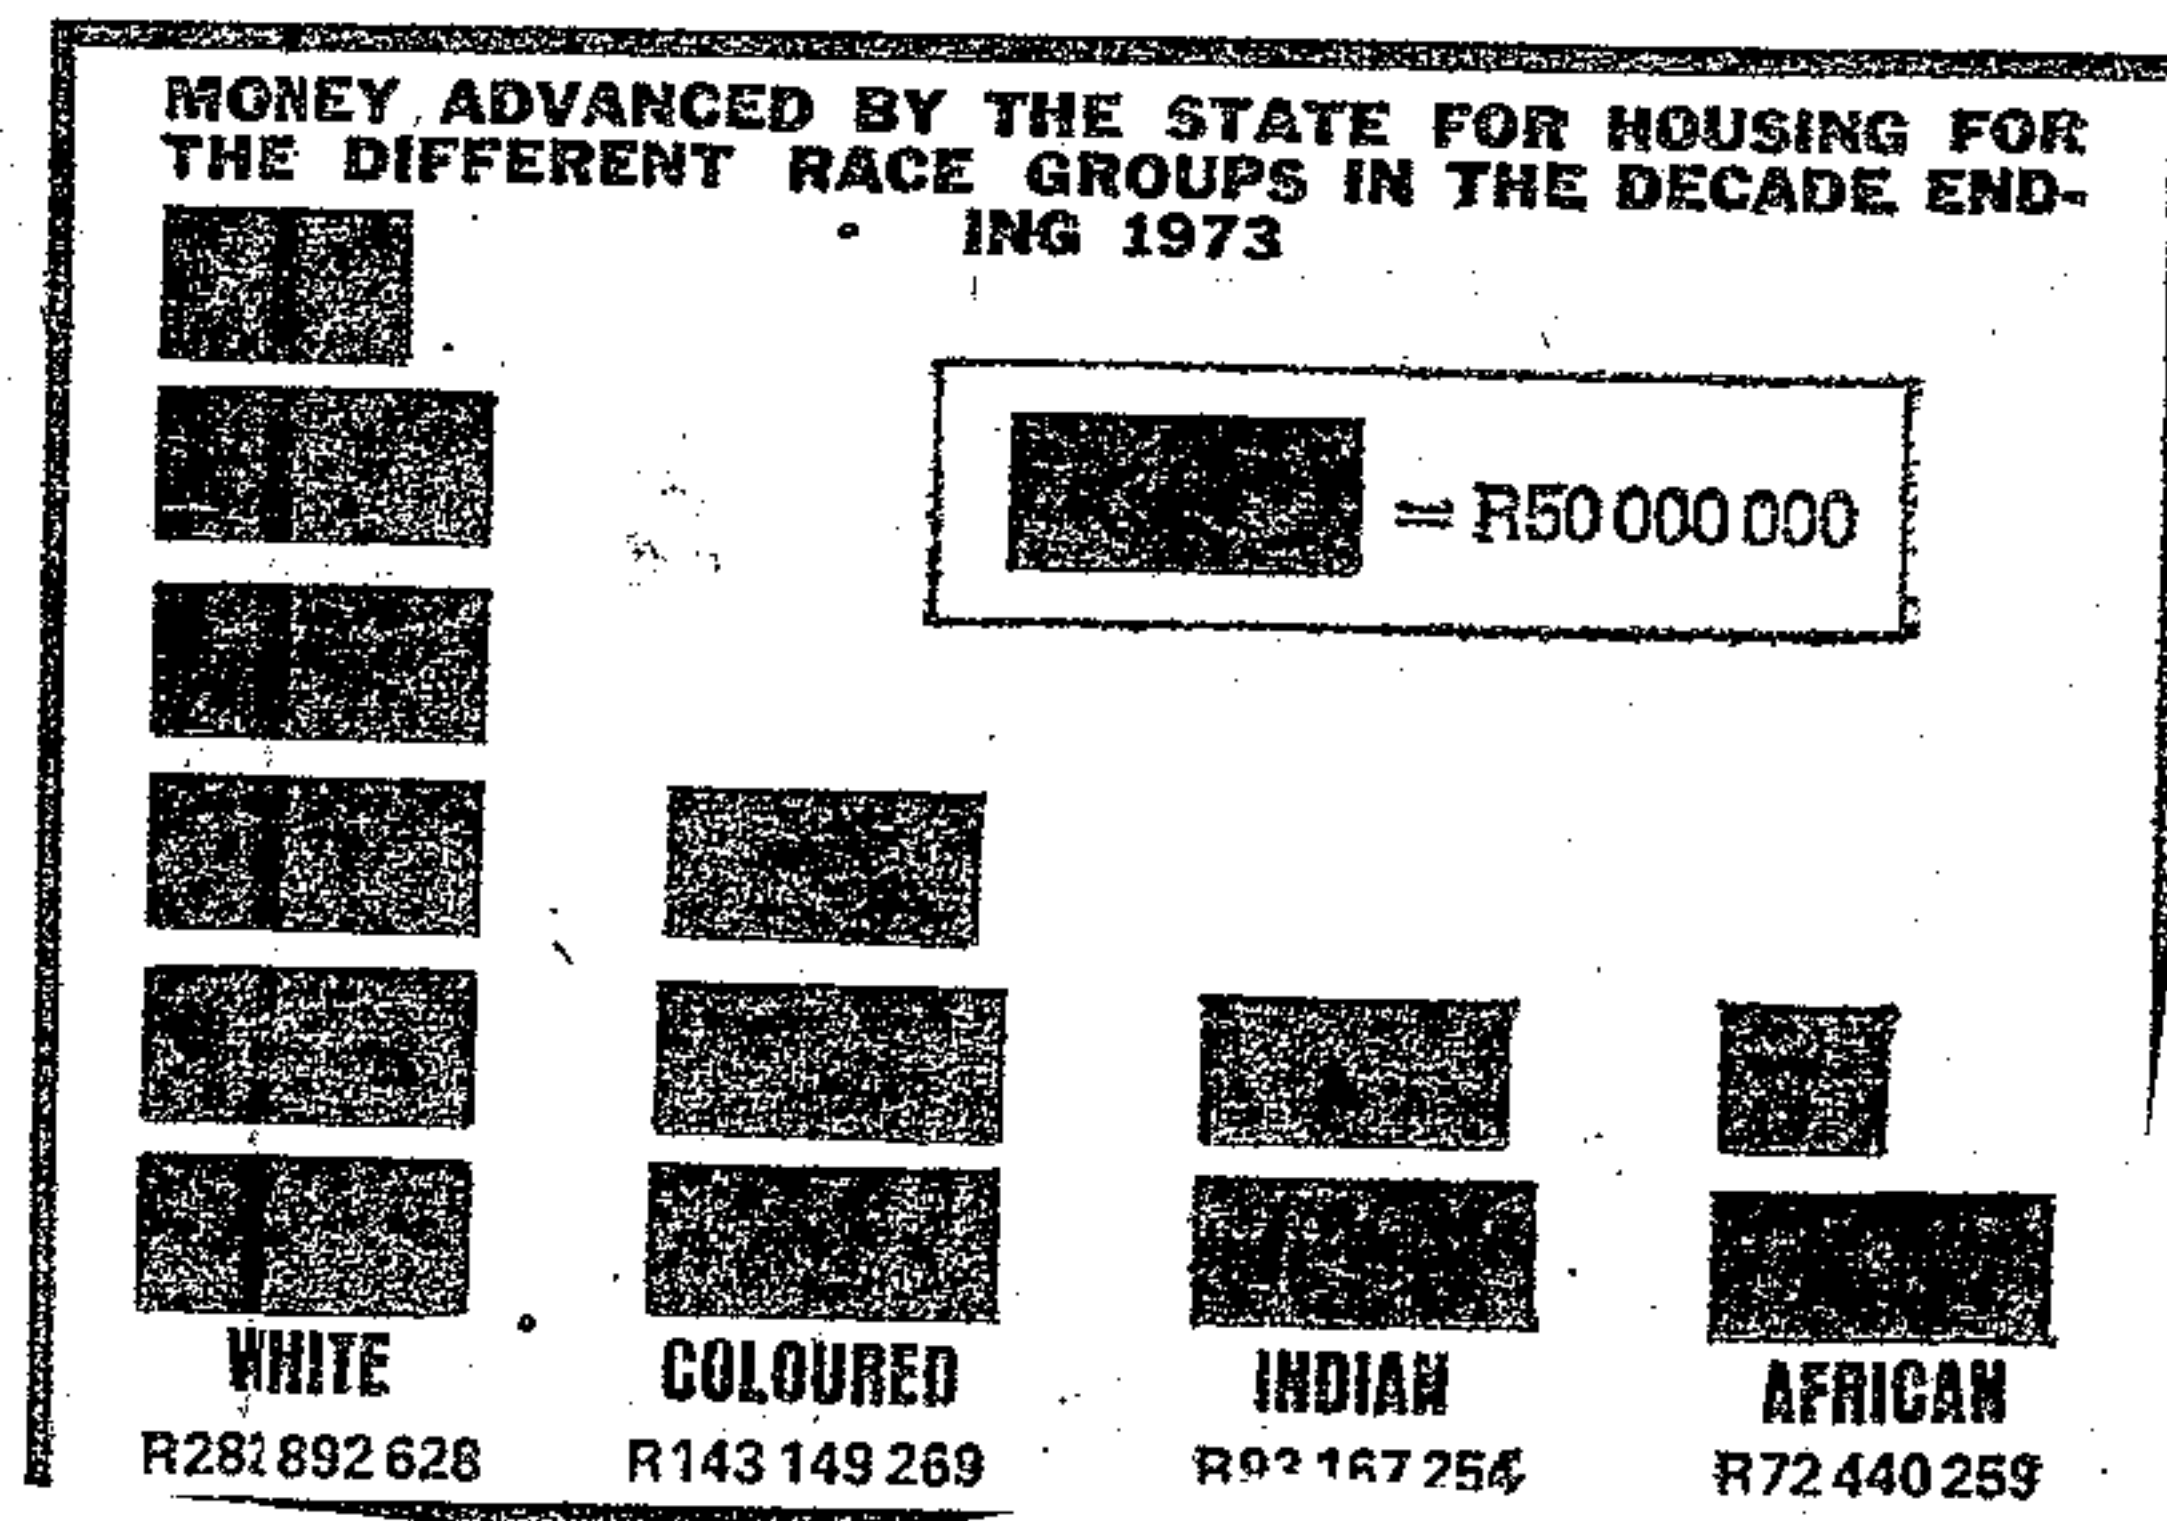 MONEY ADVANCED BY THE STATE FOR HOUSING FOR
THE DIFFERENT RACE GROUPS IN THE DECADE END-
ING 1973
= R50 000 000
WHITE
COLOURED
INDIAN
AFRICAN
R143 149 269
R72 440 259